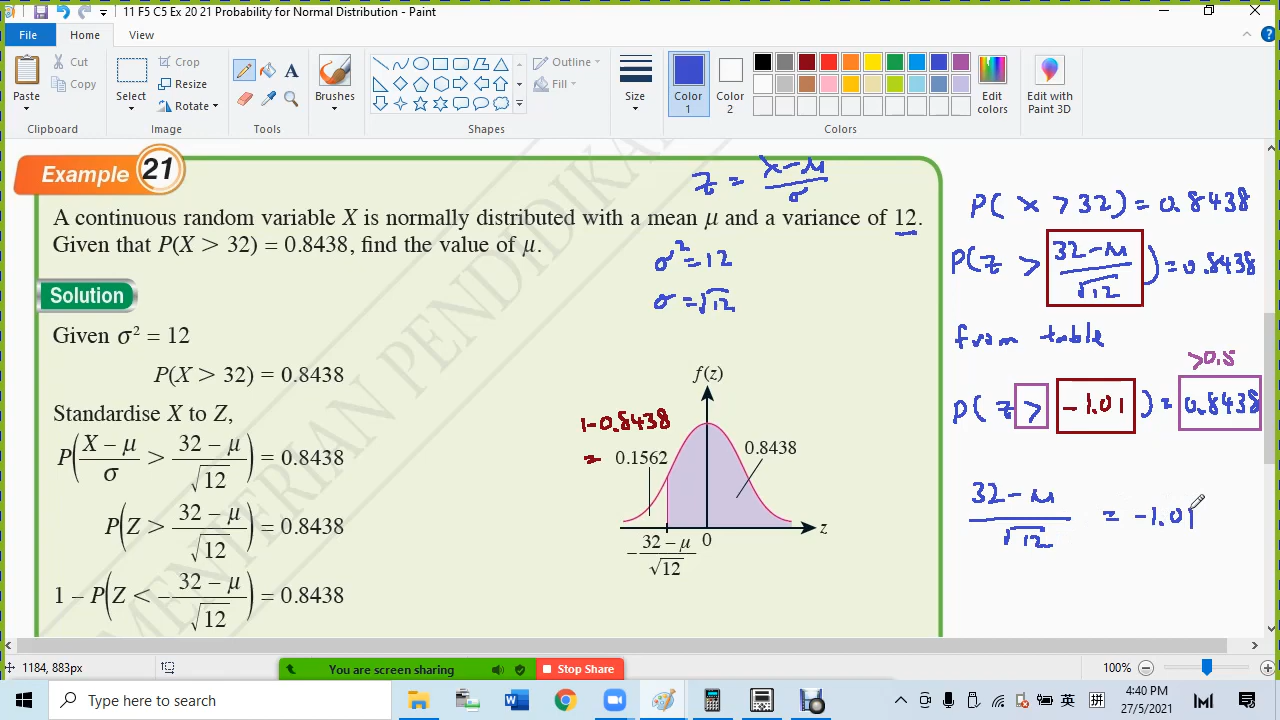 11 F5 C5 Ex 20 21 Probability for Normal Distribution - Paint
File
Home
View
Paste
Cut
Copy
Clipboard
Select
Crop
Resize
Rotate
Image
Tools
Brushes
Outline
Fill
Shapes
Size
Color 1
Color 2
Colors
Edit colors
Edit with Paint 3D
Example 21
z = x−μ/σ
A continuous random variable X is normally distributed with a mean μ and a variance of 12.
Given that P(X > 32) = 0.8438, find the value of μ.
σ² = 12
σ = √12
Solution
Given σ² = 12
P(X > 32) = 0.8438
Standardise X to Z,
P(X − μ/σ > 32 − μ/√12) = 0.8438
P(Z > 32 − μ/√12) = 0.8438
1 – P(Z < −32 − μ/√12) = 0.8438
f(z)
1-0.8438
= 0.1562
0.8438
−32 − μ/√12
0
z
KEMENTERIAN PENDIDIKAN
P( x > 32) = 0.8438
P(z > 32-μ/√12) = 0.8438
from table
>0.5
P( z > -1.01 ) = 0.8438
32-μ/√12 = -1.01
1184, 883px
100%
You are screen sharing
Stop Share
Type here to search
英
拼
4:40 PM
27/5/2021